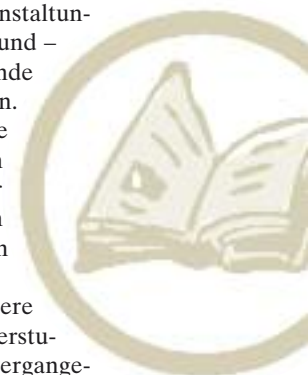 nstaltun-
und –
nde
n.
e
n
n
n
ere
erstu-
ergange-